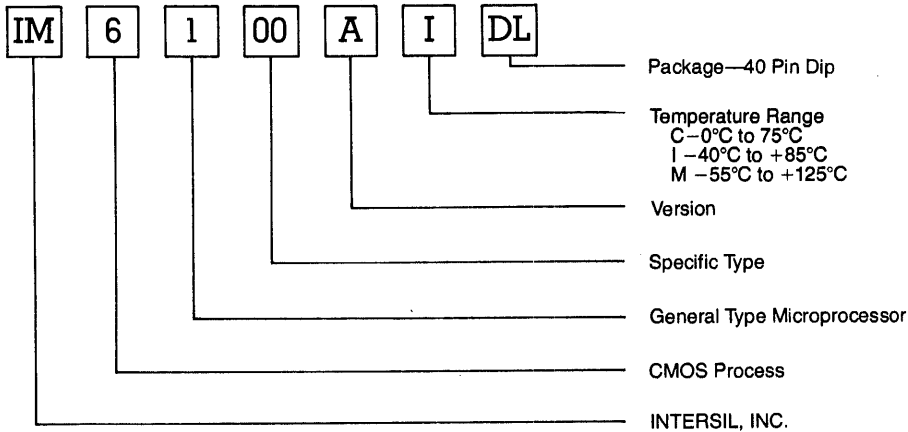 IM 6 1 00 A I DL
Package—40 Pin Dip
Temperature Range
C–0°C to 75°C
I –40°C to +85°C
M –55°C to +125°C
Version
Specific Type
General Type Microprocessor
CMOS Process
INTERSIL, INC.